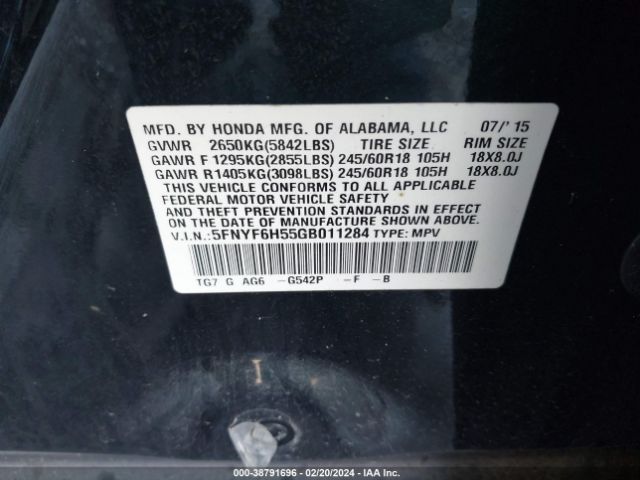 MFD. BY HONDA MFG. OF ALABAMA, LLC 07/'15
GVWR 2650KG(5842LBS) TIRE SIZE RIM SIZE
GAWR F 1295KG(2855LBS) 245/60R18 105H 18X8.0J
GAWR R1405KG(3098LBS) 245/60R18 105H 18X8.0J
THIS VEHICLE CONFORMS TO ALL APPLICABLE
FEDERAL MOTOR VEHICLE SAFETY
AND THEFT PREVENTION STANDARDS IN EFFECT
ON THE DATE OF MANUFACTURE SHOWN ABOVE.
V.I.N.: 5FNYF6H55GB011284 TYPE: MPV
TG7 G AG6 -G542P -F -B
000-38791696 - 02/20/2024 - IAA Inc.